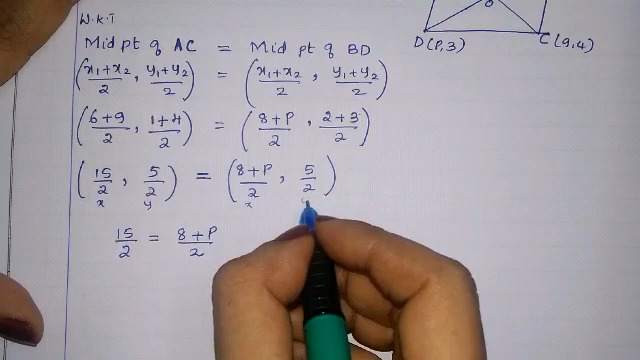 W.K.T
Mid pt of AC = Mid pt of BD
(x₁+x₂/2, y₁+y₂/2) = (x₁+x₂/2, y₁+y₂/2)
(6+9/2, 1+4/2) = (8+P/2, 2+3/2)
(15/2, 5/2) = (8+P/2, 5/2)
x y x
15/2 = 8+P/2
O
D(P,3) C(9,4)